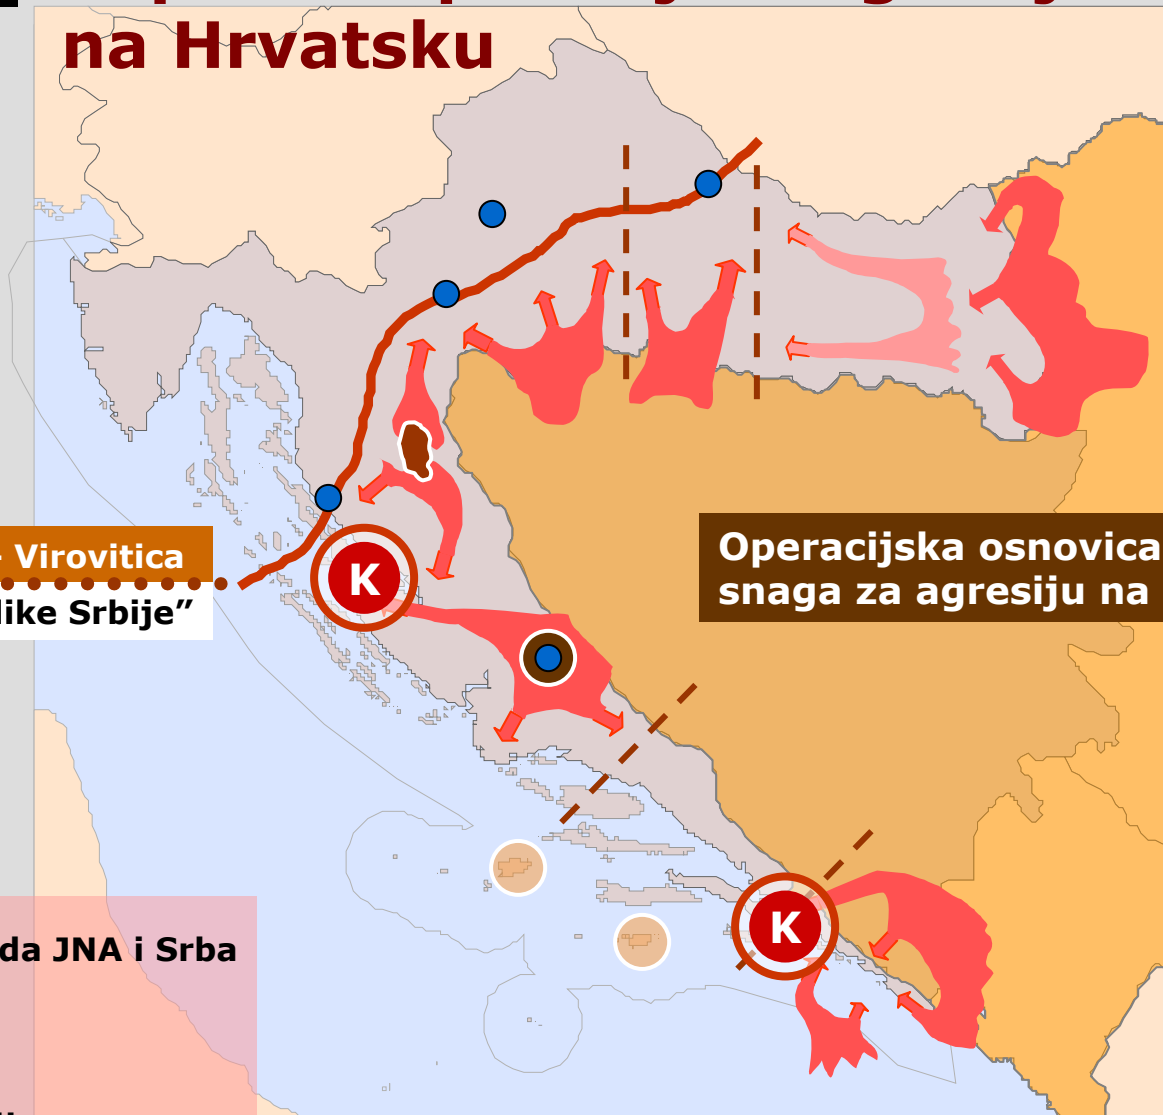 na Hrvatsku
- Virovitica
like Srbije”
Operacijska osnovica
snaga za agresiju na
K
K
da JNA i Srba